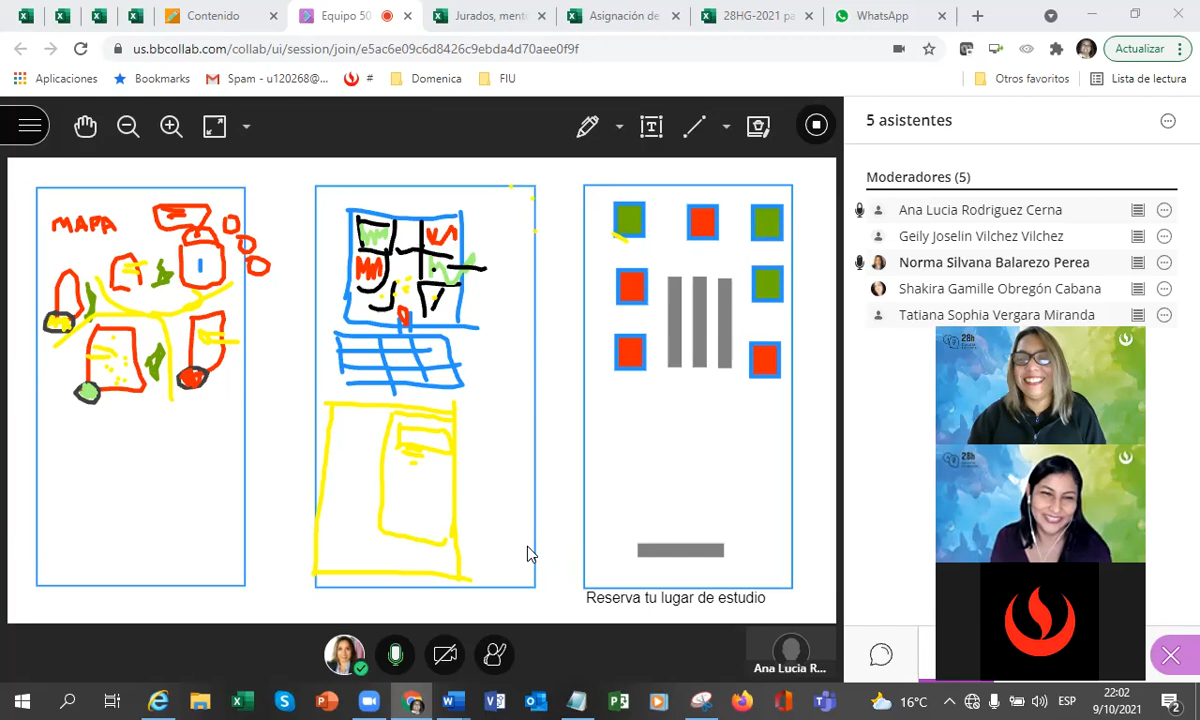 Contenido
Equipo 50
Jurados, ment
Asignación de
28HG-2021 pa
WhatsApp
us.bbcollab.com/collab/ui/session/join/e5ac6e09c6d8426c9ebda4d70aee0f9f
Actualizar
Aplicaciones
Bookmarks
Spam - u120268@...
#
Domenica
FIU
Otros favoritos
Lista de lectura
5 asistentes
Moderadores (5)
Ana Lucia Rodriguez Cerna
Geily Joselin Vilchez Vilchez
Norma Silvana Balarezo Perea
Shakira Gamille Obregón Cabana
Tatiana Sophia Vergara Miranda
MAPA
Reserva tu lugar de estudio
28h
28h
Ana Lucia R...
16°C
ESP
22:02
9/10/2021
2